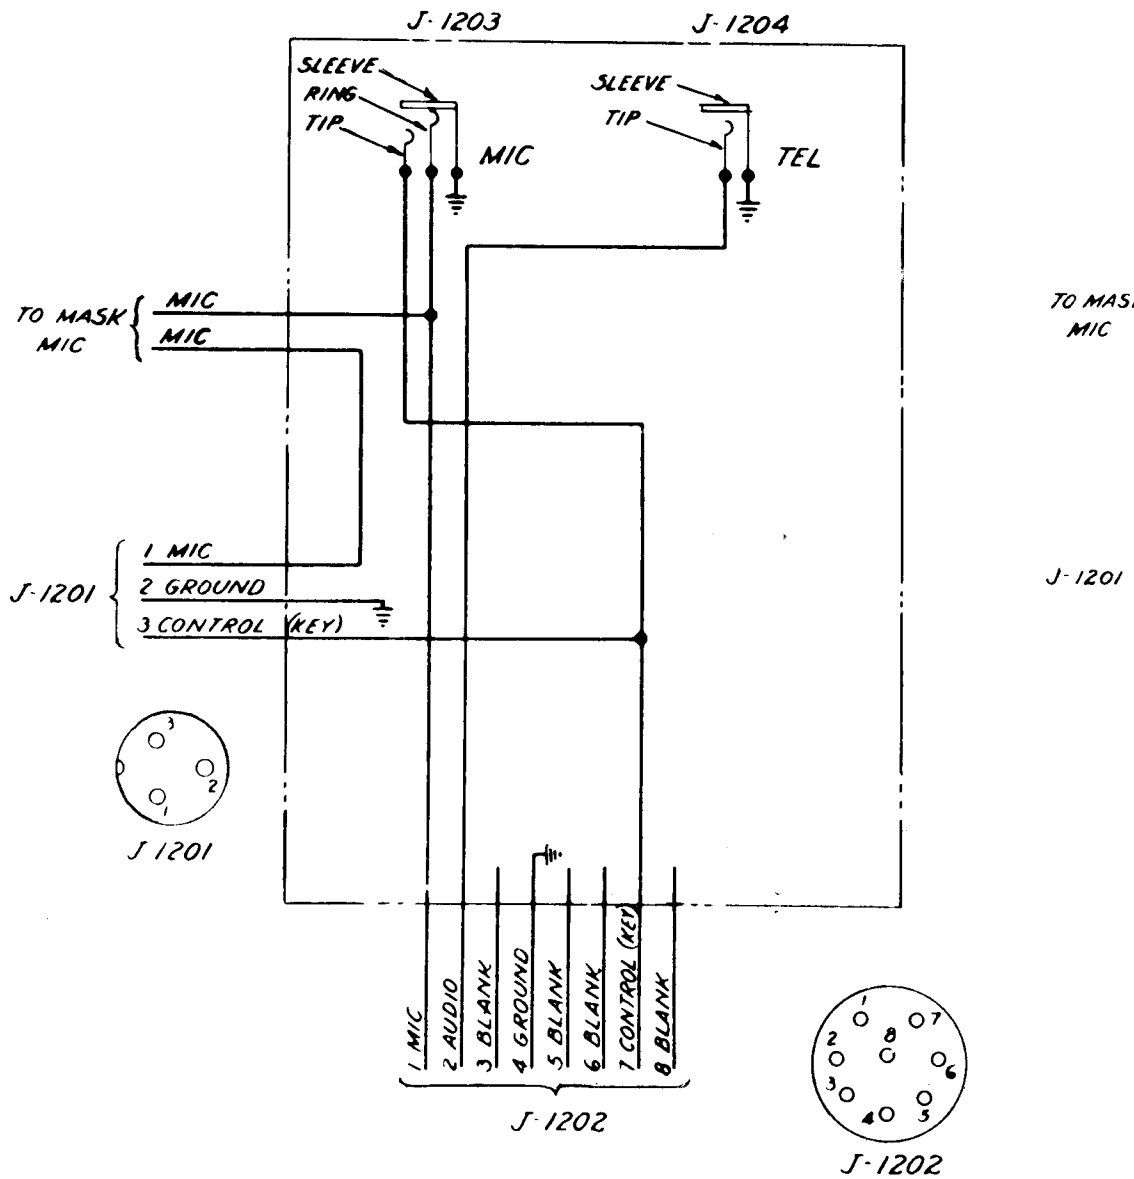 J-1203
J-1204
SLEEVE
RING
TIP
MIC
SLEEVE
TIP
TEL
TO MASK
MIC
MIC
MIC
TO MASK
MIC
J-1201
1 MIC
2 GROUND
3 CONTROL (KEY)
J-1201
3
2
1
J 1201
1 MIC
2 AUDIO
3 BLANK
4 GROUND
5 BLANK
6 BLANK
7 CONTROL (KEY)
8 BLANK
J-1202
1
7
2
8
6
3
4
5
J-1202